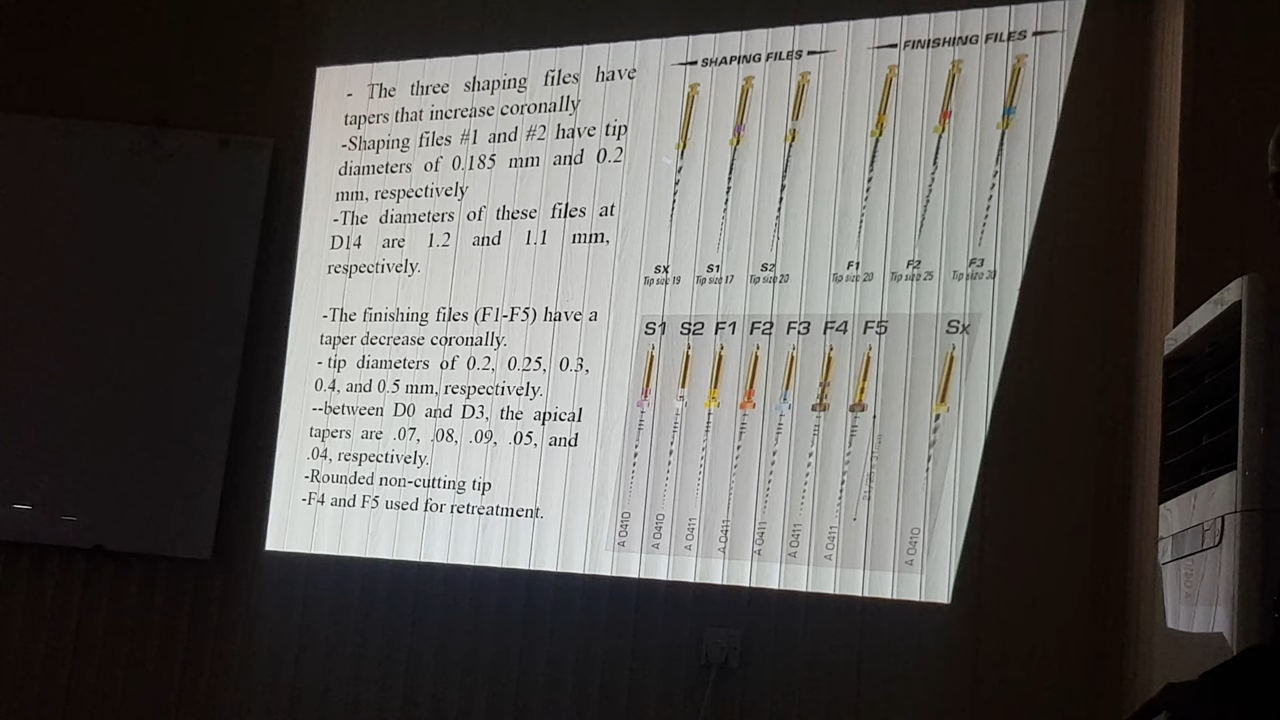 - The three shaping files have
tapers that increase coronally
-Shaping files #1 and #2 have tip
diameters of 0.185 mm and 0.2
mm, respectively
-The diameters of these files at
D14 are 1.2 and 1.1 mm,
respectively.
-The finishing files (F1-F5) have a
taper decrease coronally.
- tip diameters of 0.2, 0.25, 0.3,
0.4, and 0.5 mm, respectively.
--between D0 and D3, the apical
tapers are .07, .08, .09, .05, and
.04, respectively.
-Rounded non-cutting tip
-F4 and F5 used for retreatment.
SHAPING FILES
FINISHING FILES
SX S1 S2 F1 F2 F3
Tip size 19 Tip size 17 Tip size 20 Tip size 20 Tip size 25 Tip size 30
S1 S2 F1 F2 F3 F4 F5 Sx
A 0410 A 0410 A 0411 A 0411 A 0411 A 0411 A 0411 A 0410